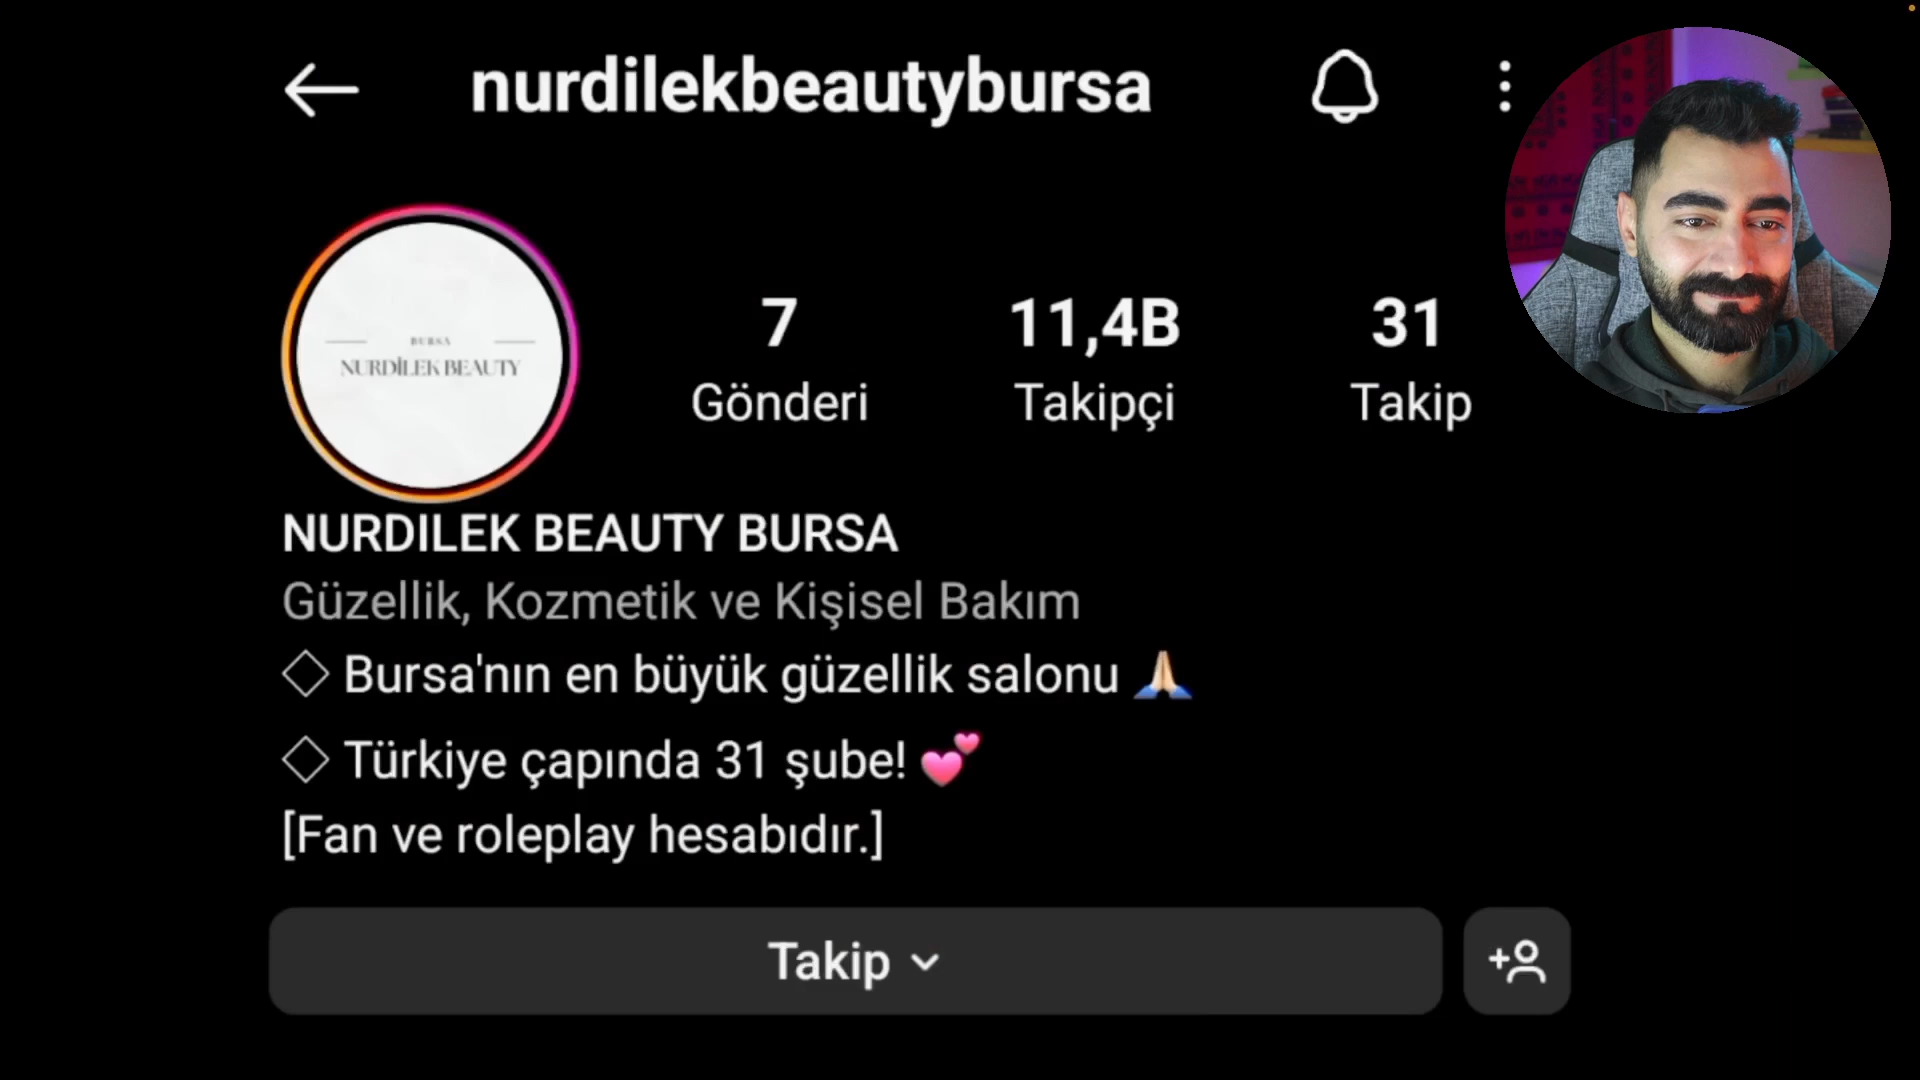 nurdilekbeautybursa
BURSA
NURDİLEK BEAUTY
7
11,4B
31
Gönderi
Takipçi
Takip
NURDILEK BEAUTY BURSA
Güzellik, Kozmetik ve Kişisel Bakım
Bursa'nın en büyük güzellik salonu 🙏🏻
Türkiye çapında 31 şube! 💕
[Fan ve roleplay hesabıdır.]
Takip